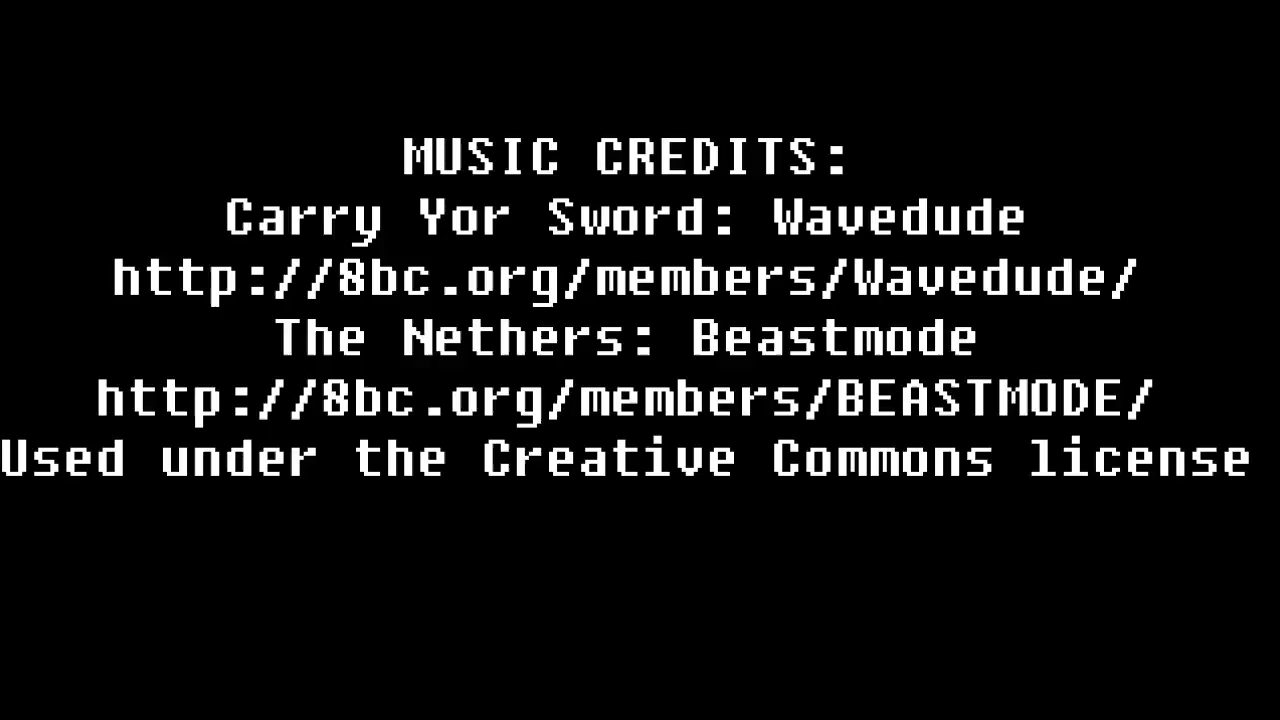 MUSIC CREDITS:
Carry Yor Sword: Wavedude
http://8bc.org/members/Wavedude/
The Nethers: Beastmode
http://8bc.org/members/BEASTMODE/
Used under the Creative Commons license